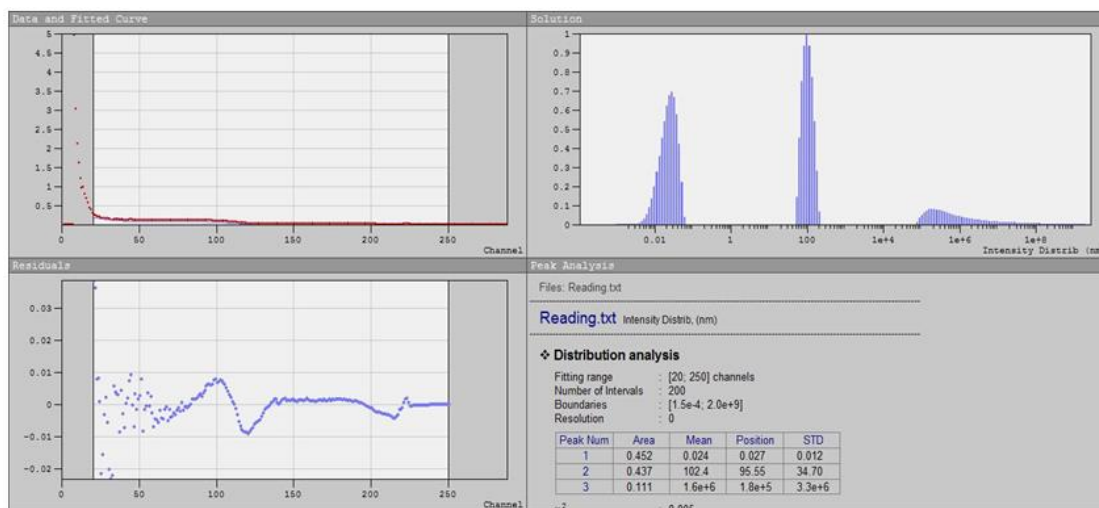 Data and Fitted Curve
5
4.5
4
3.5
3
2.5
2
1.5
1
0.5
0 50 100 150 200 250
Channel
Solution
1
0.9
0.8
0.7
0.6
0.5
0.4
0.3
0.2
0.1
0
0.01 1 100 1e+4 1e+6 1e+8
Intensity Distrib (nm
Residuals
0.03
0.02
0.01
0
-0.01
-0.02
0 50 100 150 200 250
Channel
Peak Analysis
Files: Reading.txt
Reading.txt Intensity Distrib, (nm)
❖ Distribution analysis
Fitting range : [20; 250] channels
Number of Intervals : 200
Boundaries : [1.5e-4; 2.0e+9]
Resolution : 0
Peak Num Area Mean Position STD
1 0.452 0.024 0.027 0.012
2 0.437 102.4 95.55 34.70
3 0.111 1.6e+6 1.8e+5 3.3e+6